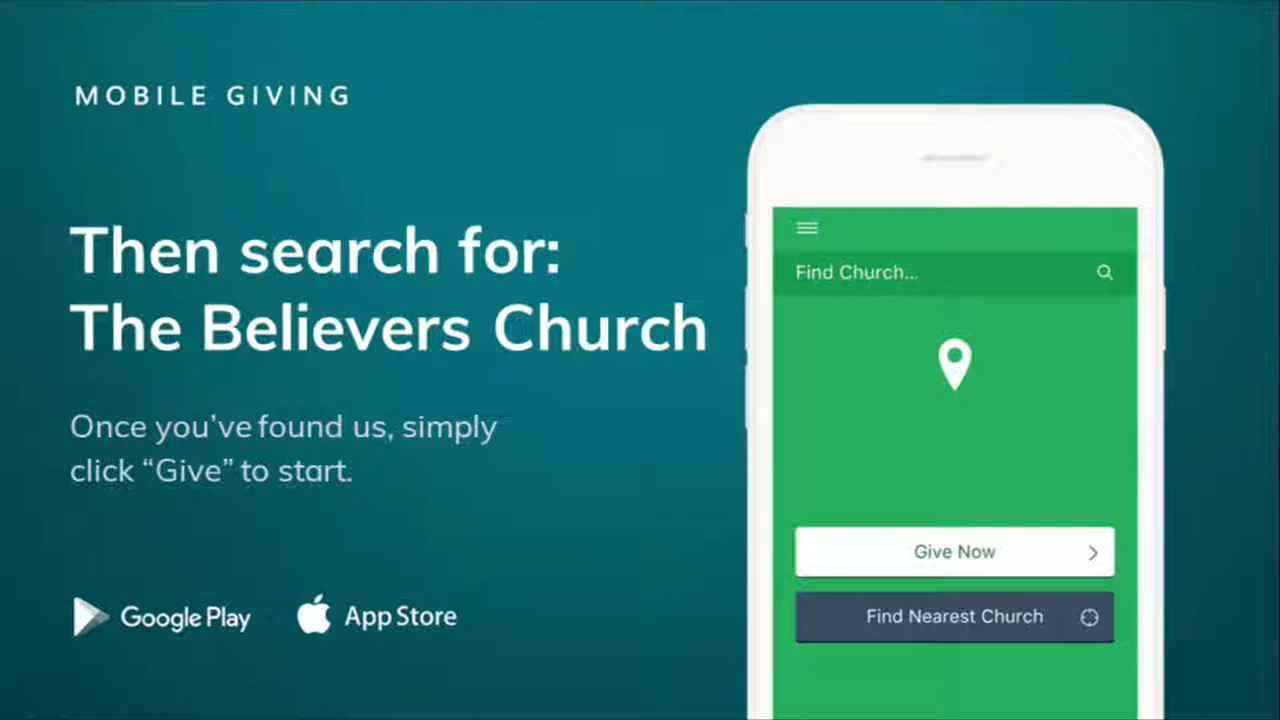 MOBILE GIVING
Then search for:
The Believers Church
Once you've found us, simply
click “Give” to start.
Google Play
App Store
Find Church...
Give Now
Find Nearest Church